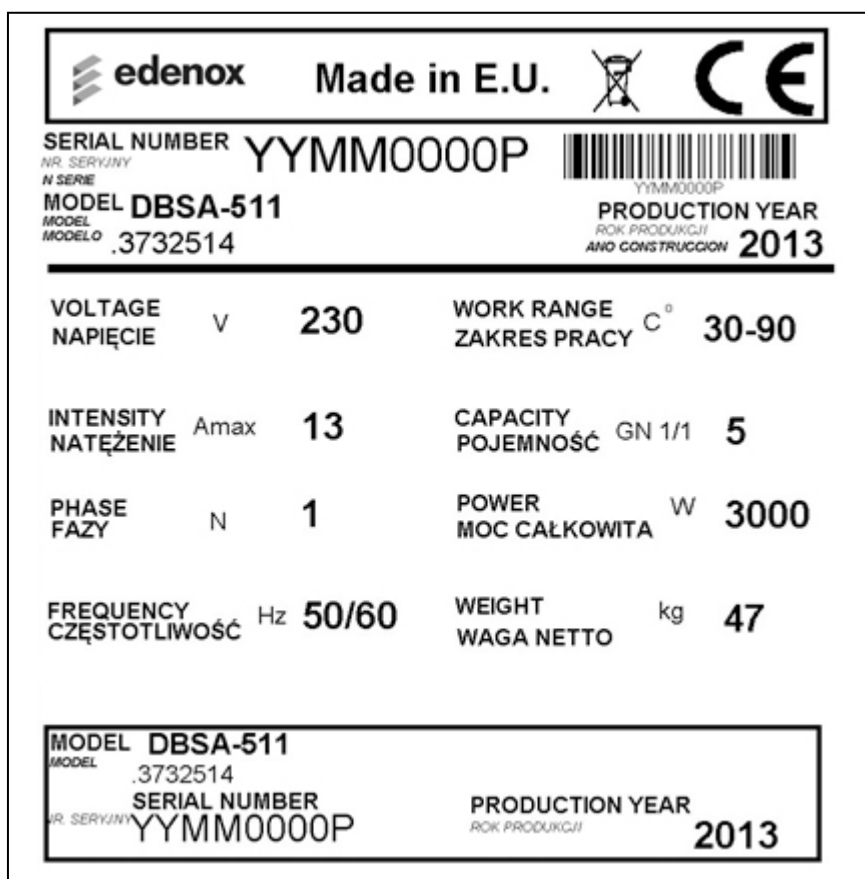 edenox Made in E.U. CE
SERIAL NUMBER YYMM0000P
NR. SERYJNY
N SERIE
YYMM0000P
MODEL DBSA-511
MODEL
MODELO .3732514
PRODUCTION YEAR
ROK PRODUKCJI
ANO CONSTRUCCION 2013
VOLTAGE V 230
NAPIĘCIE
WORK RANGE C° 30-90
ZAKRES PRACY
INTENSITY Amax 13
NATĘŻENIE
CAPACITY GN 1/1 5
POJEMNOŚĆ
PHASE N 1
FAZY
POWER W 3000
MOC CAŁKOWITA
FREQUENCY Hz 50/60
CZĘSTOTLIWOŚĆ
WEIGHT kg 47
WAGA NETTO
MODEL DBSA-511
MODEL
.3732514
SERIAL NUMBER
NR. SERYJNY YYMM0000P
PRODUCTION YEAR
ROK PRODUKCJI 2013